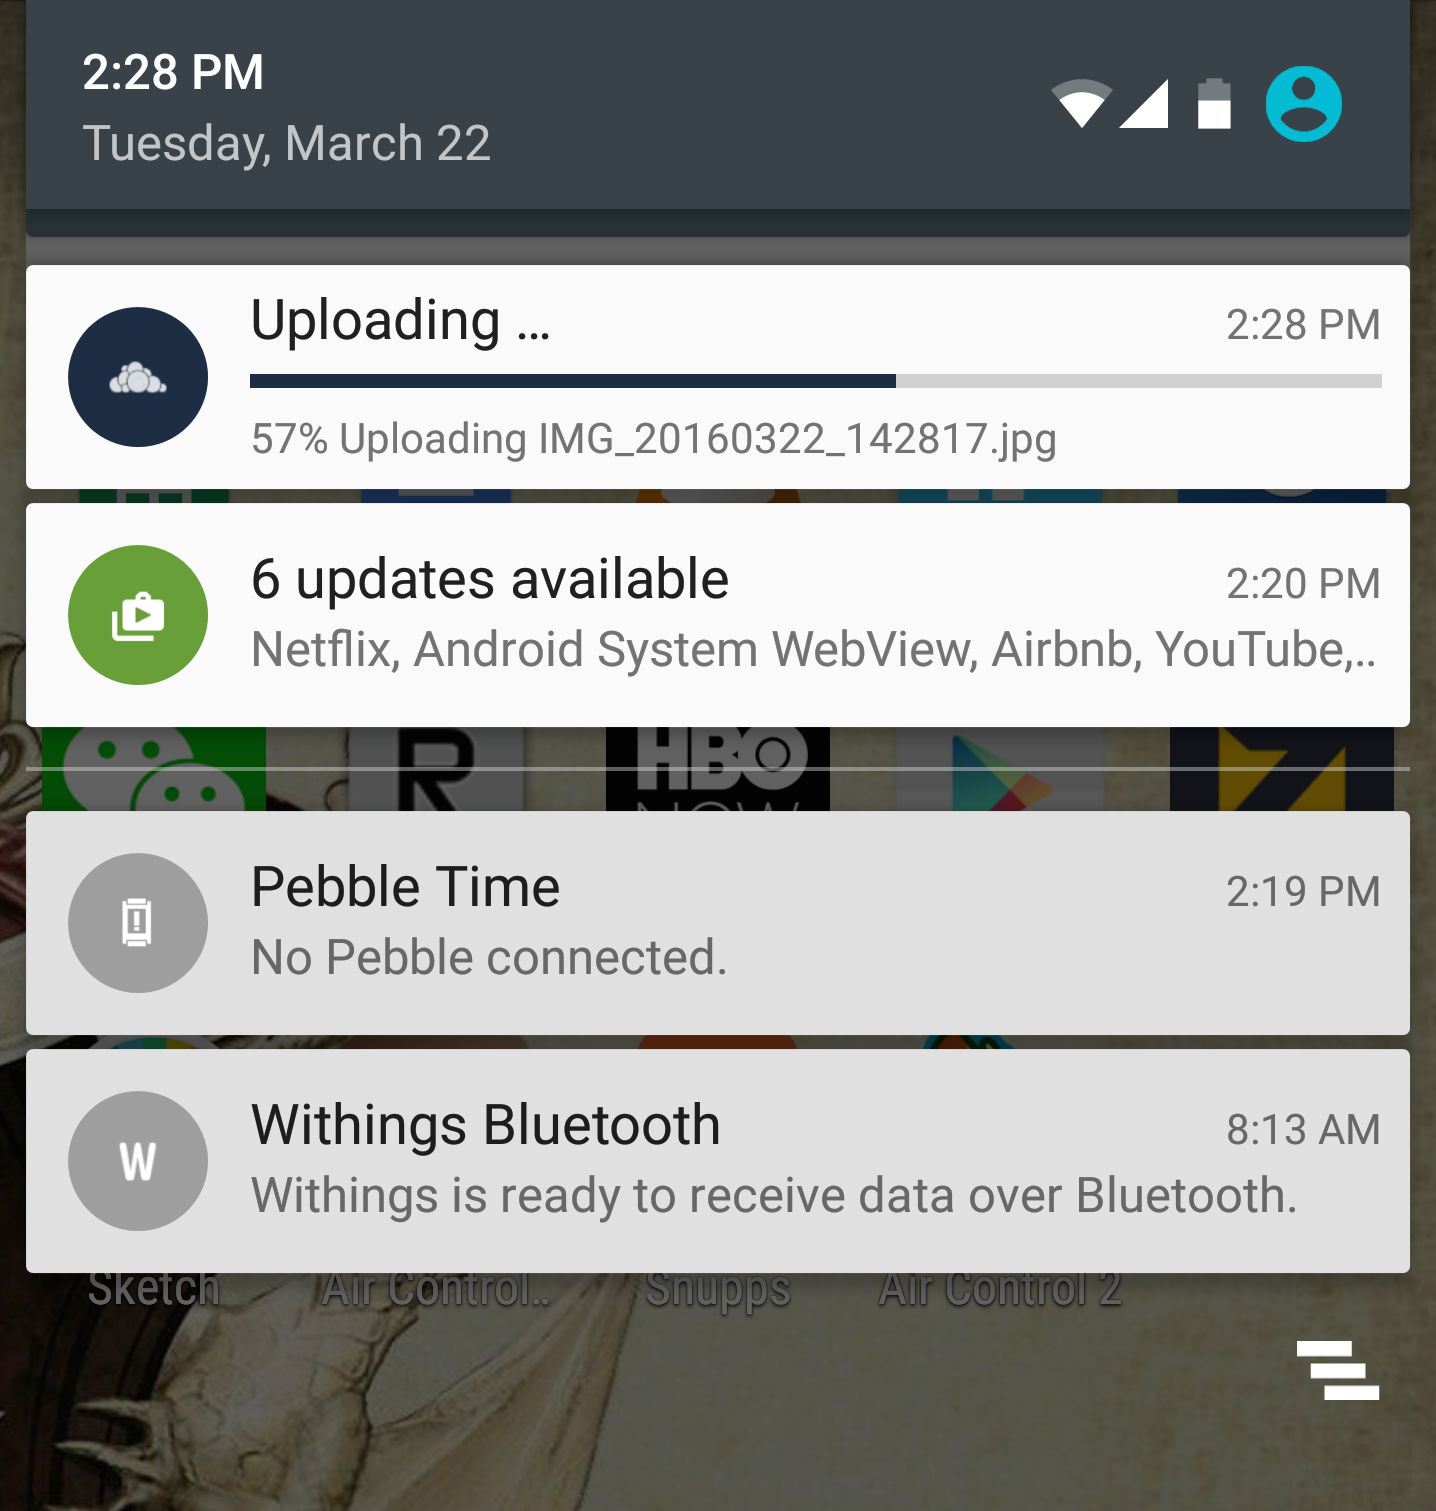 2:28 PM
Tuesday, March 22
Uploading ...
2:28 PM
57% Uploading IMG_20160322_142817.jpg
6 updates available
2:20 PM
Netflix, Android System WebView, Airbnb, YouTube,..
R
HBO
NOW
Pebble Time
2:19 PM
No Pebble connected.
W
Withings Bluetooth
8:13 AM
Withings is ready to receive data over Bluetooth.
Sketch
Air Control..
Snupps
Air Control 2